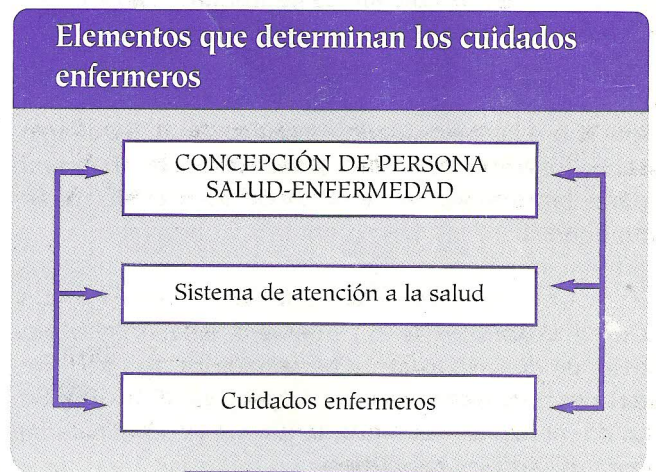 Elementos que determinan los cuidados
enfermeros
CONCEPCIÓN DE PERSONA
SALUD-ENFERMEDAD
Sistema de atención a la salud
Cuidados enfermeros